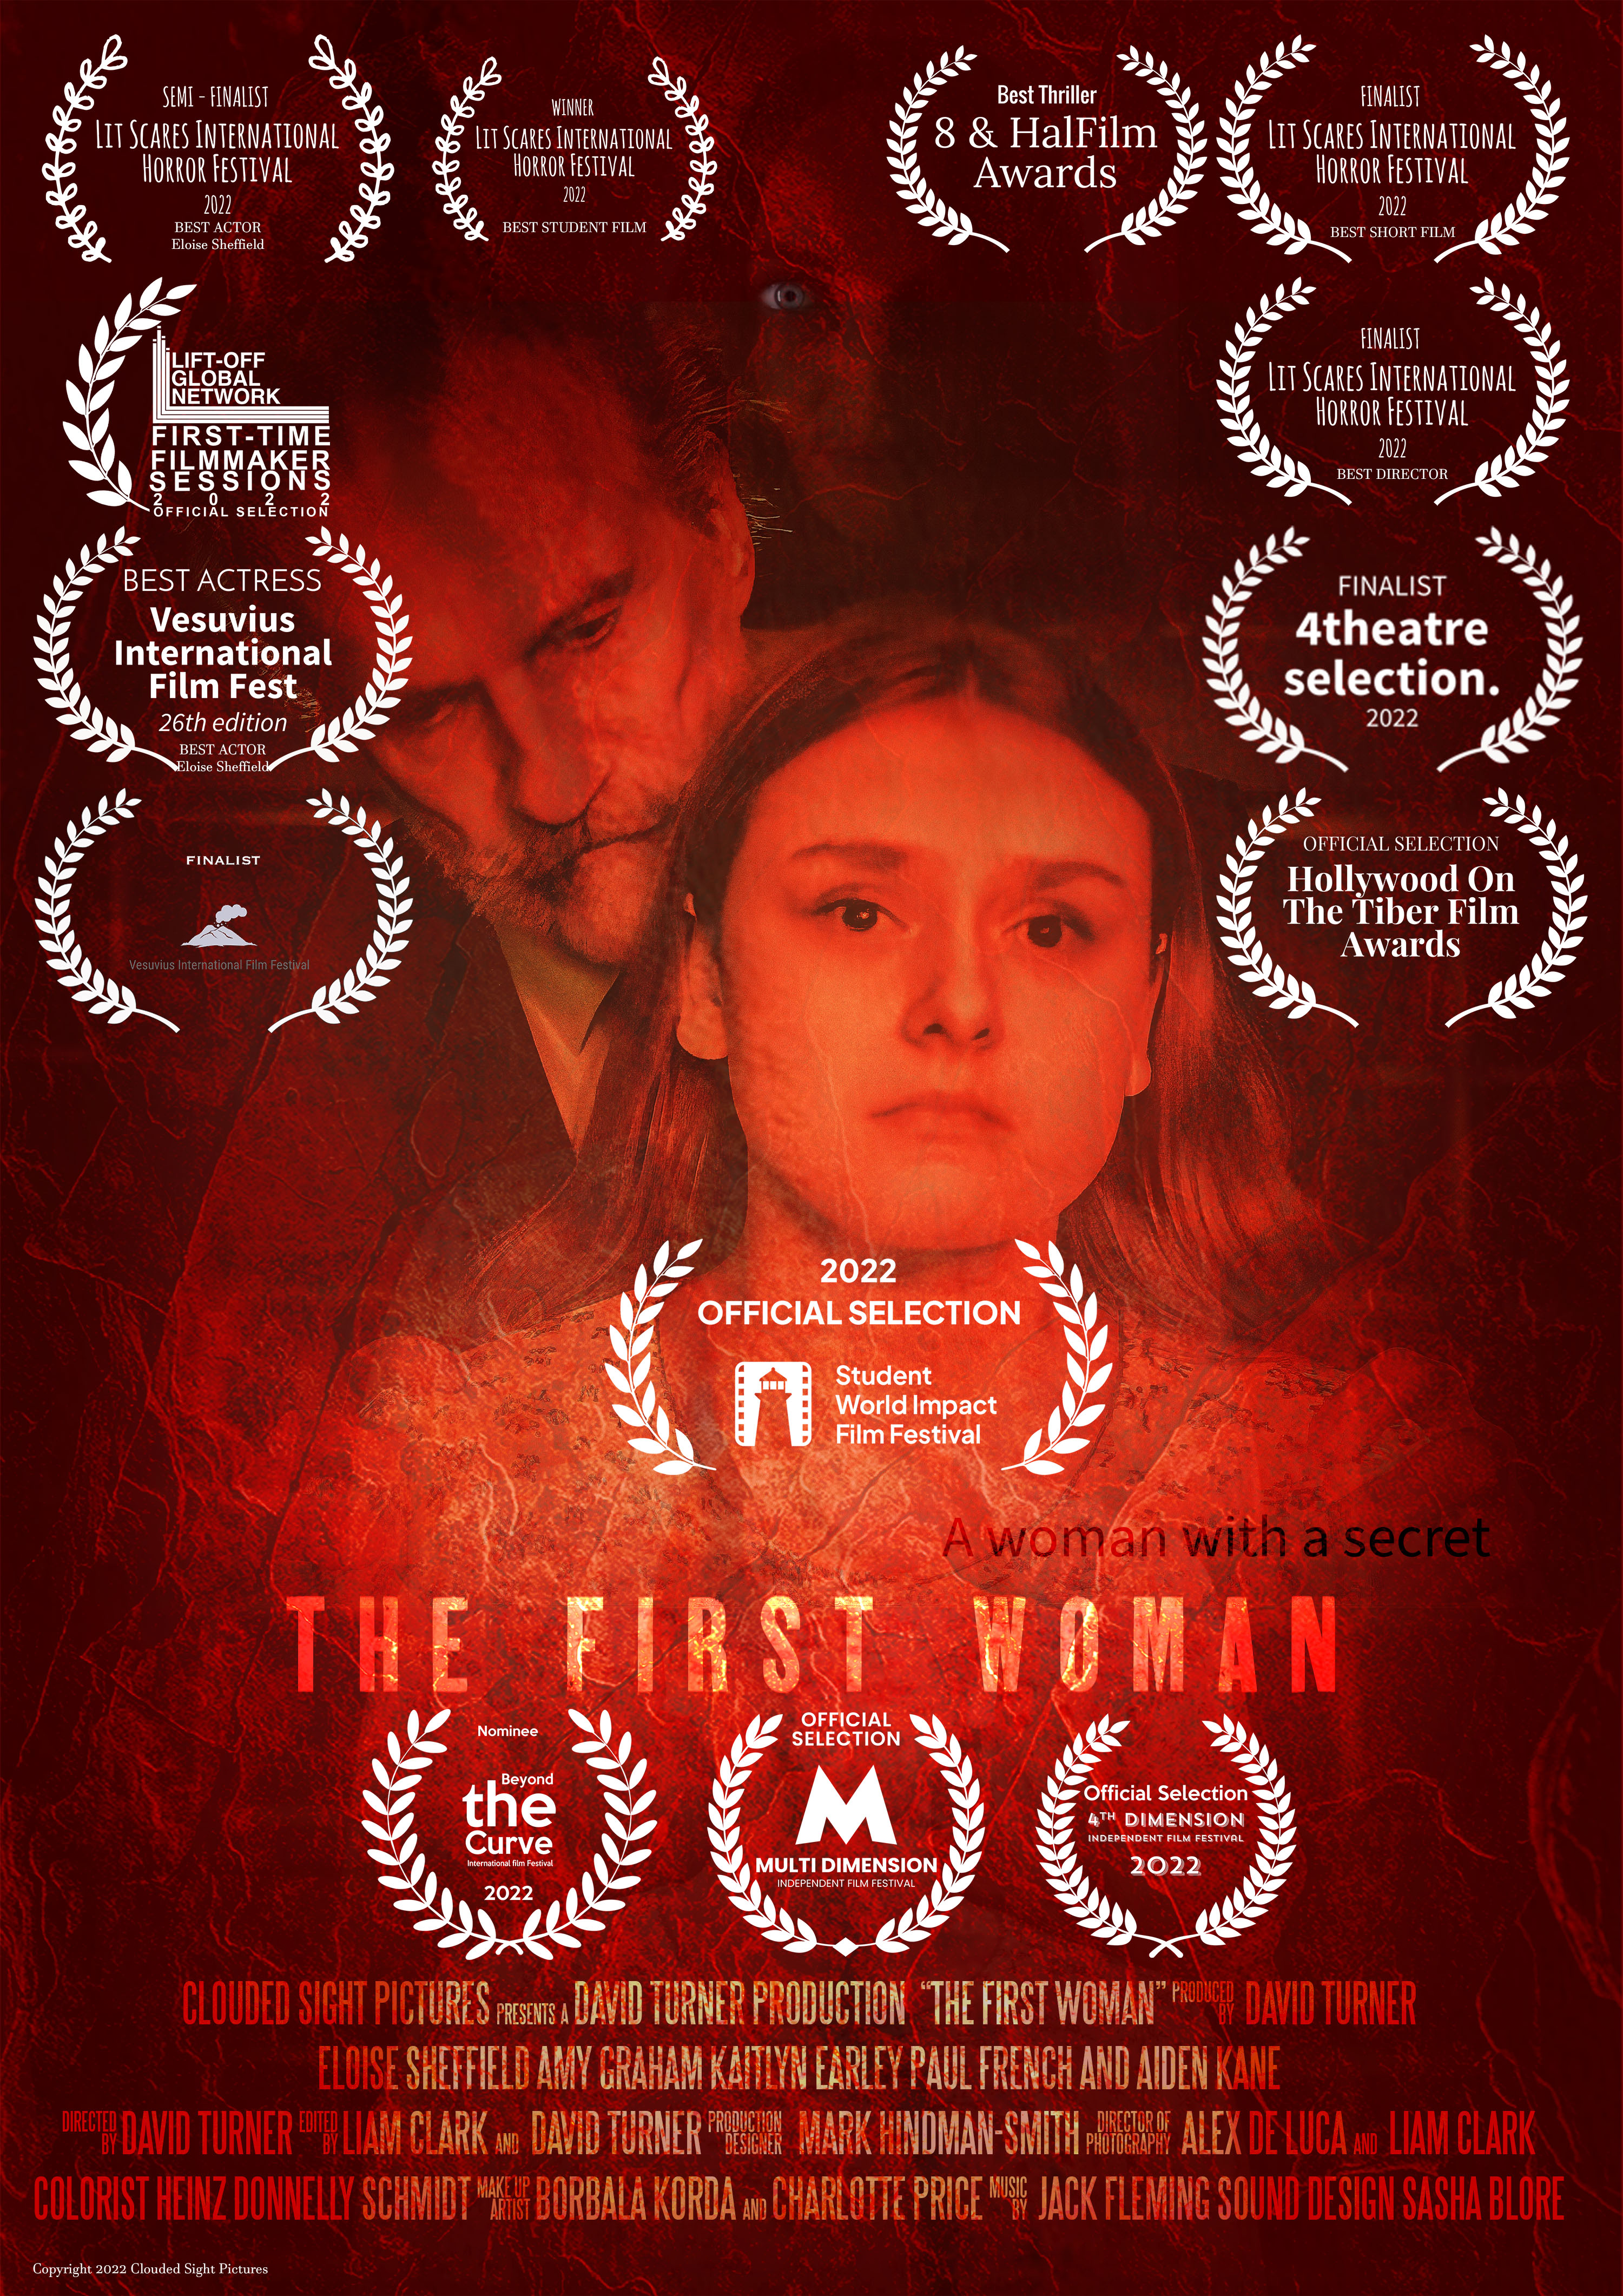 SEMI - FINALIST
LIT SCARES INTERNATIONAL
HORROR FESTIVAL
2022
BEST ACTOR
Eloise Sheffield
WINNER
LIT SCARES INTERNATIONAL
HORROR FESTIVAL
2022
BEST STUDENT FILM
Best Thriller
8 & HalFilm
Awards
FINALIST
LIT SCARES INTERNATIONAL
HORROR FESTIVAL
2022
BEST SHORT FILM
LIFT-OFF
GLOBAL
NETWORK
FIRST-TIME
FILMMAKER
SESSIONS
2022
OFFICIAL SELECTION
FINALIST
LIT SCARES INTERNATIONAL
HORROR FESTIVAL
2022
BEST DIRECTOR
BEST ACTRESS
Vesuvius
International
Film Fest
26th edition
BEST ACTOR
Eloise Sheffield
FINALIST
4theatre
selection.
2022
FINALIST
Vesuvius International Film Festival
OFFICIAL SELECTION
Hollywood On
The Tiber Film
Awards
2022
OFFICIAL SELECTION
Student
World Impact
Film Festival
A woman with a secret
THE FIRST WOMAN
Nominee
Beyond
the
Curve
International film Festival
2022
OFFICIAL
SELECTION
M
MULTI DIMENSION
INDEPENDENT FILM FESTIVAL
Official Selection
4TH DIMENSION
INDEPENDENT FILM FESTIVAL
2022
CLOUDED SIGHT PICTURES PRESENTS A DAVID TURNER PRODUCTION "THE FIRST WOMAN" PRODUCED BY DAVID TURNER
ELOISE SHEFFIELD AMY GRAHAM KAITLYN EARLEY PAUL FRENCH AND AIDEN KANE
DIRECTED BY DAVID TURNER EDITED BY LIAM CLARK AND DAVID TURNER PRODUCTION DESIGNER MARK HINDMAN-SMITH DIRECTOR OF PHOTOGRAPHY ALEX DE LUCA AND LIAM CLARK
COLORIST HEINZ DONNELLY SCHMIDT MAKE UP ARTIST BORBALA KORDA AND CHARLOTTE PRICE MUSIC BY JACK FLEMING SOUND DESIGN SASHA BLORE
Copyright 2022 Clouded Sight Pictures